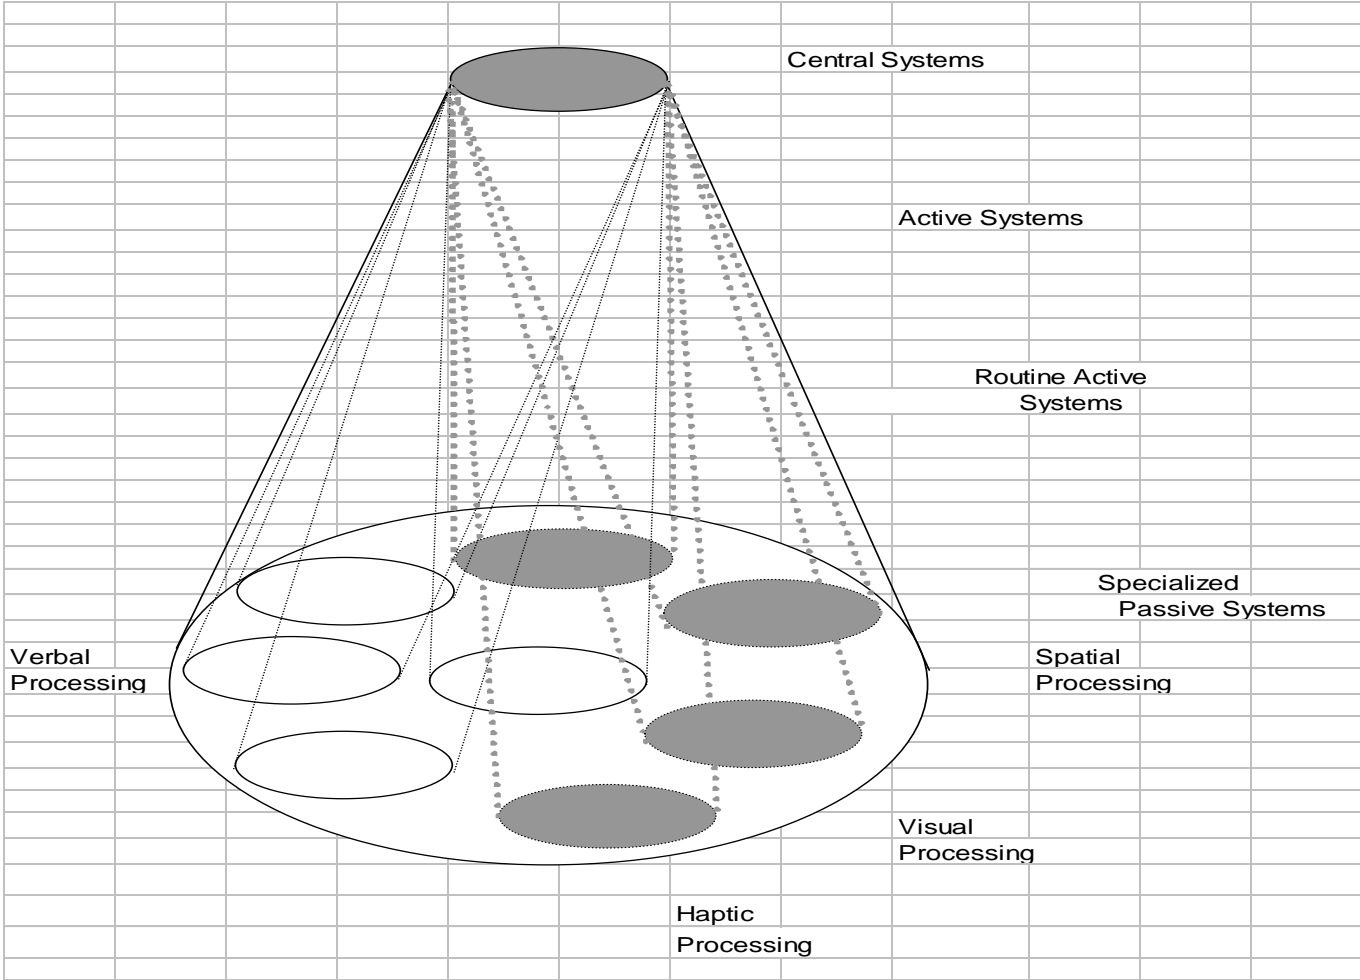 Central Systems
Active Systems
Routine Active
Systems
Specialized
Passive Systems
Verbal
Processing
Spatial
Processing
Visual
Processing
Haptic
Processing